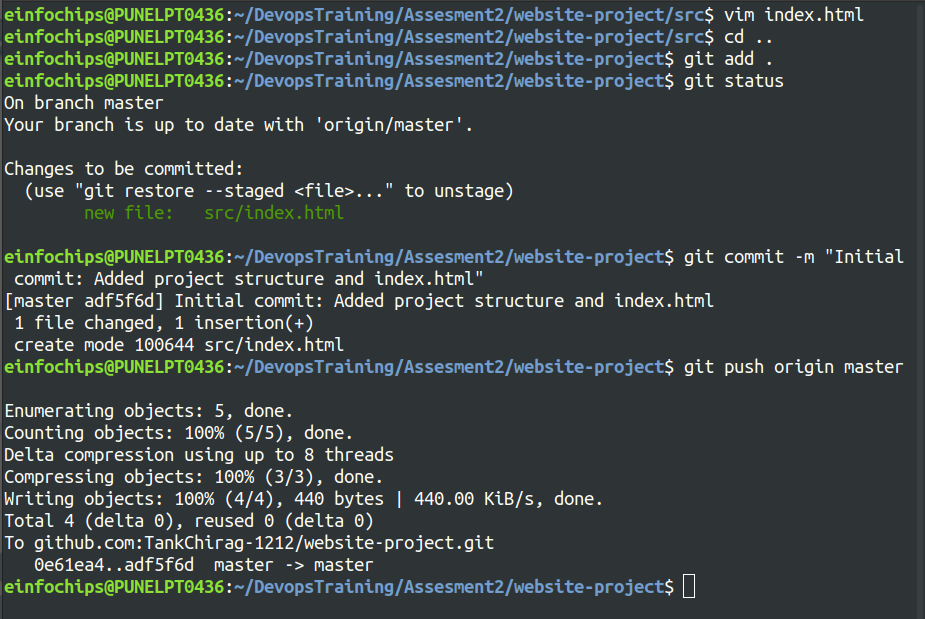 einfochips@PUNELPT0436:~/DevopsTraining/Assesment2/website-project/src$ vim index.html
einfochips@PUNELPT0436:~/DevopsTraining/Assesment2/website-project/src$ cd ..
einfochips@PUNELPT0436:~/DevopsTraining/Assesment2/website-project$ git add .
einfochips@PUNELPT0436:~/DevopsTraining/Assesment2/website-project$ git status
On branch master
Your branch is up to date with 'origin/master'.

Changes to be committed:
  (use "git restore --staged <file>..." to unstage)
        new file:   src/index.html

einfochips@PUNELPT0436:~/DevopsTraining/Assesment2/website-project$ git commit -m "Initial
 commit: Added project structure and index.html"
[master adf5f6d] Initial commit: Added project structure and index.html
 1 file changed, 1 insertion(+)
 create mode 100644 src/index.html
einfochips@PUNELPT0436:~/DevopsTraining/Assesment2/website-project$ git push origin master

Enumerating objects: 5, done.
Counting objects: 100% (5/5), done.
Delta compression using up to 8 threads
Compressing objects: 100% (3/3), done.
Writing objects: 100% (4/4), 440 bytes | 440.00 KiB/s, done.
Total 4 (delta 0), reused 0 (delta 0)
To github.com:TankChirag-1212/website-project.git
   0e61ea4..adf5f6d  master -> master
einfochips@PUNELPT0436:~/DevopsTraining/Assesment2/website-project$